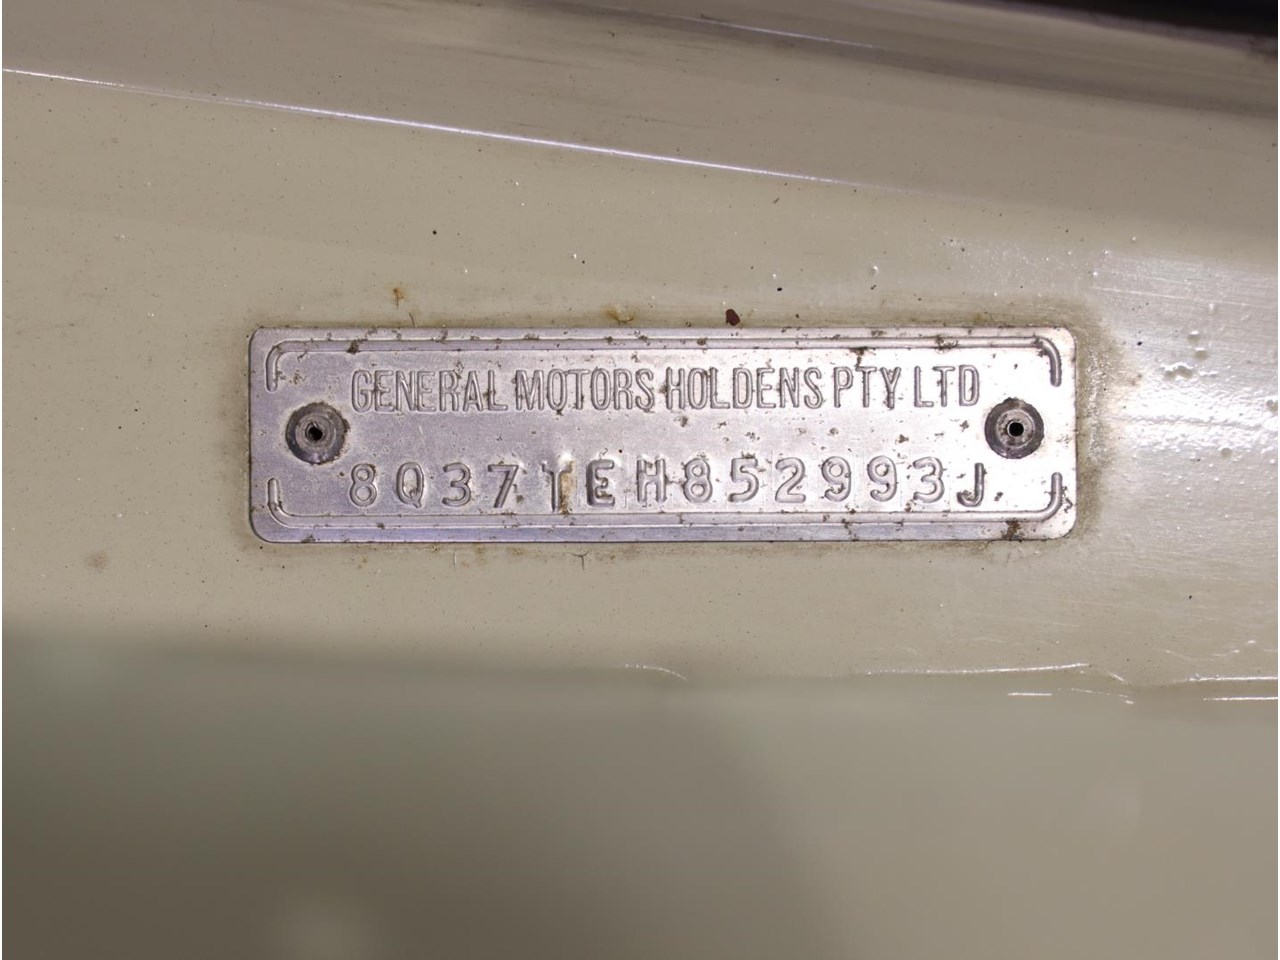 GENERAL MOTORS HOLDENS PTY LTD
8Q37TEH852993J